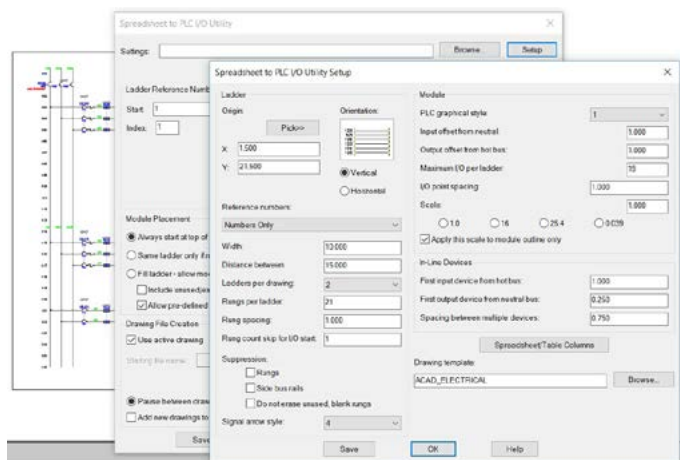 Spreadsheet to PLC I/O Utility
Settings:
Browse...
Setup
Ladder Reference Numb
Start: 1
Index: 1
Module Placement
Always start at top of
Same ladder only if
Fill ladder - allow
Include unused
Allow pre-defined
Drawing File Creation
Use active drawing
Starting file name:
Pause between draw
Add new drawings to
Save
Spreadsheet to PLC I/O Utility Setup
Ladder
Origin:
Pick>>
X: 1.500
Y: 21.500
Orientation:
Vertical
Horizontal
Reference numbers:
Numbers Only
Width: 10.000
Distance between: 15.000
Ladders per drawing: 2
Rungs per ladder: 21
Rung spacing: 1.000
Rung count skip for I/O start: 1
Suppression:
Rungs
Side bus rails
Do not erase unused, blank rungs
Signal arrow style: 4
Module
PLC graphical style: 1
Input offset from neutral: 1.000
Output offset from hot bus: 1.000
Maximum I/O per ladder:
I/O point spacing: 1.000
Scale: 1.000
1.0
16
25.4
0.039
Apply this scale to module outline only
In-Line Devices
First input device from hot bus: 1.000
First output device from neutral bus: 0.250
Spacing between multiple devices: 0.750
Spreadsheet/Table Columns
Drawing template:
ACAD_ELECTRICAL
Browse...
Save
OK
Help